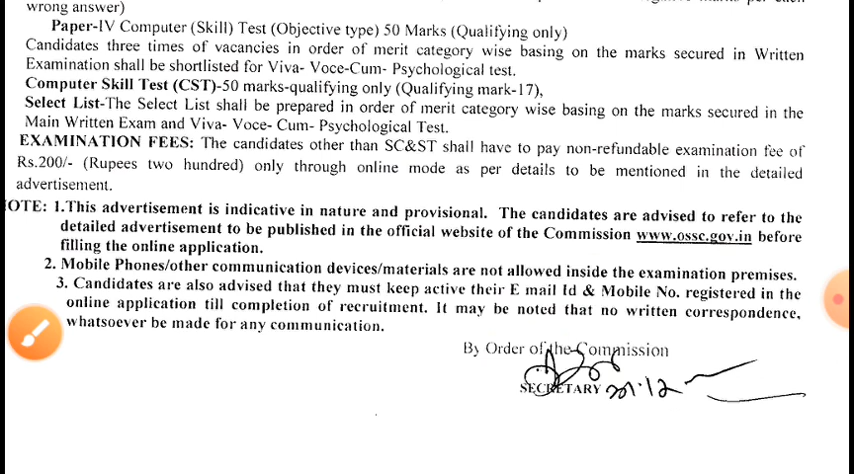 wrong answer)
Paper-IV Computer (Skill) Test (Objective type) 50 Marks (Qualifying only)
Candidates three times of vacancies in order of merit category wise basing on the marks secured in Written
Examination shall be shortlisted for Viva- Voce-Cum- Psychological test.
Computer Skill Test (CST)-50 marks-qualifying only (Qualifying mark-17),
Select List-The Select List shall be prepared in order of merit category wise basing on the marks secured in the
Main Written Exam and Viva- Voce- Cum- Psychological Test.
EXAMINATION FEES: The candidates other than SC&ST shall have to pay non-refundable examination fee of
Rs.200/- (Rupees two hundred) only through online mode as per details to be mentioned in the detailed
advertisement.
OTE: 1.This advertisement is indicative in nature and provisional. The candidates are advised to refer to the
detailed advertisement to be published in the official website of the Commission www.ossc.gov.in before
filling the online application.
2. Mobile Phones/other communication devices/materials are not allowed inside the examination premises.
3. Candidates are also advised that they must keep active their E mail Id & Mobile No. registered in the
online application till completion of recruitment. It may be noted that no written correspondence,
whatsoever be made for any communication.
By Order of the Commission
SECRETARY